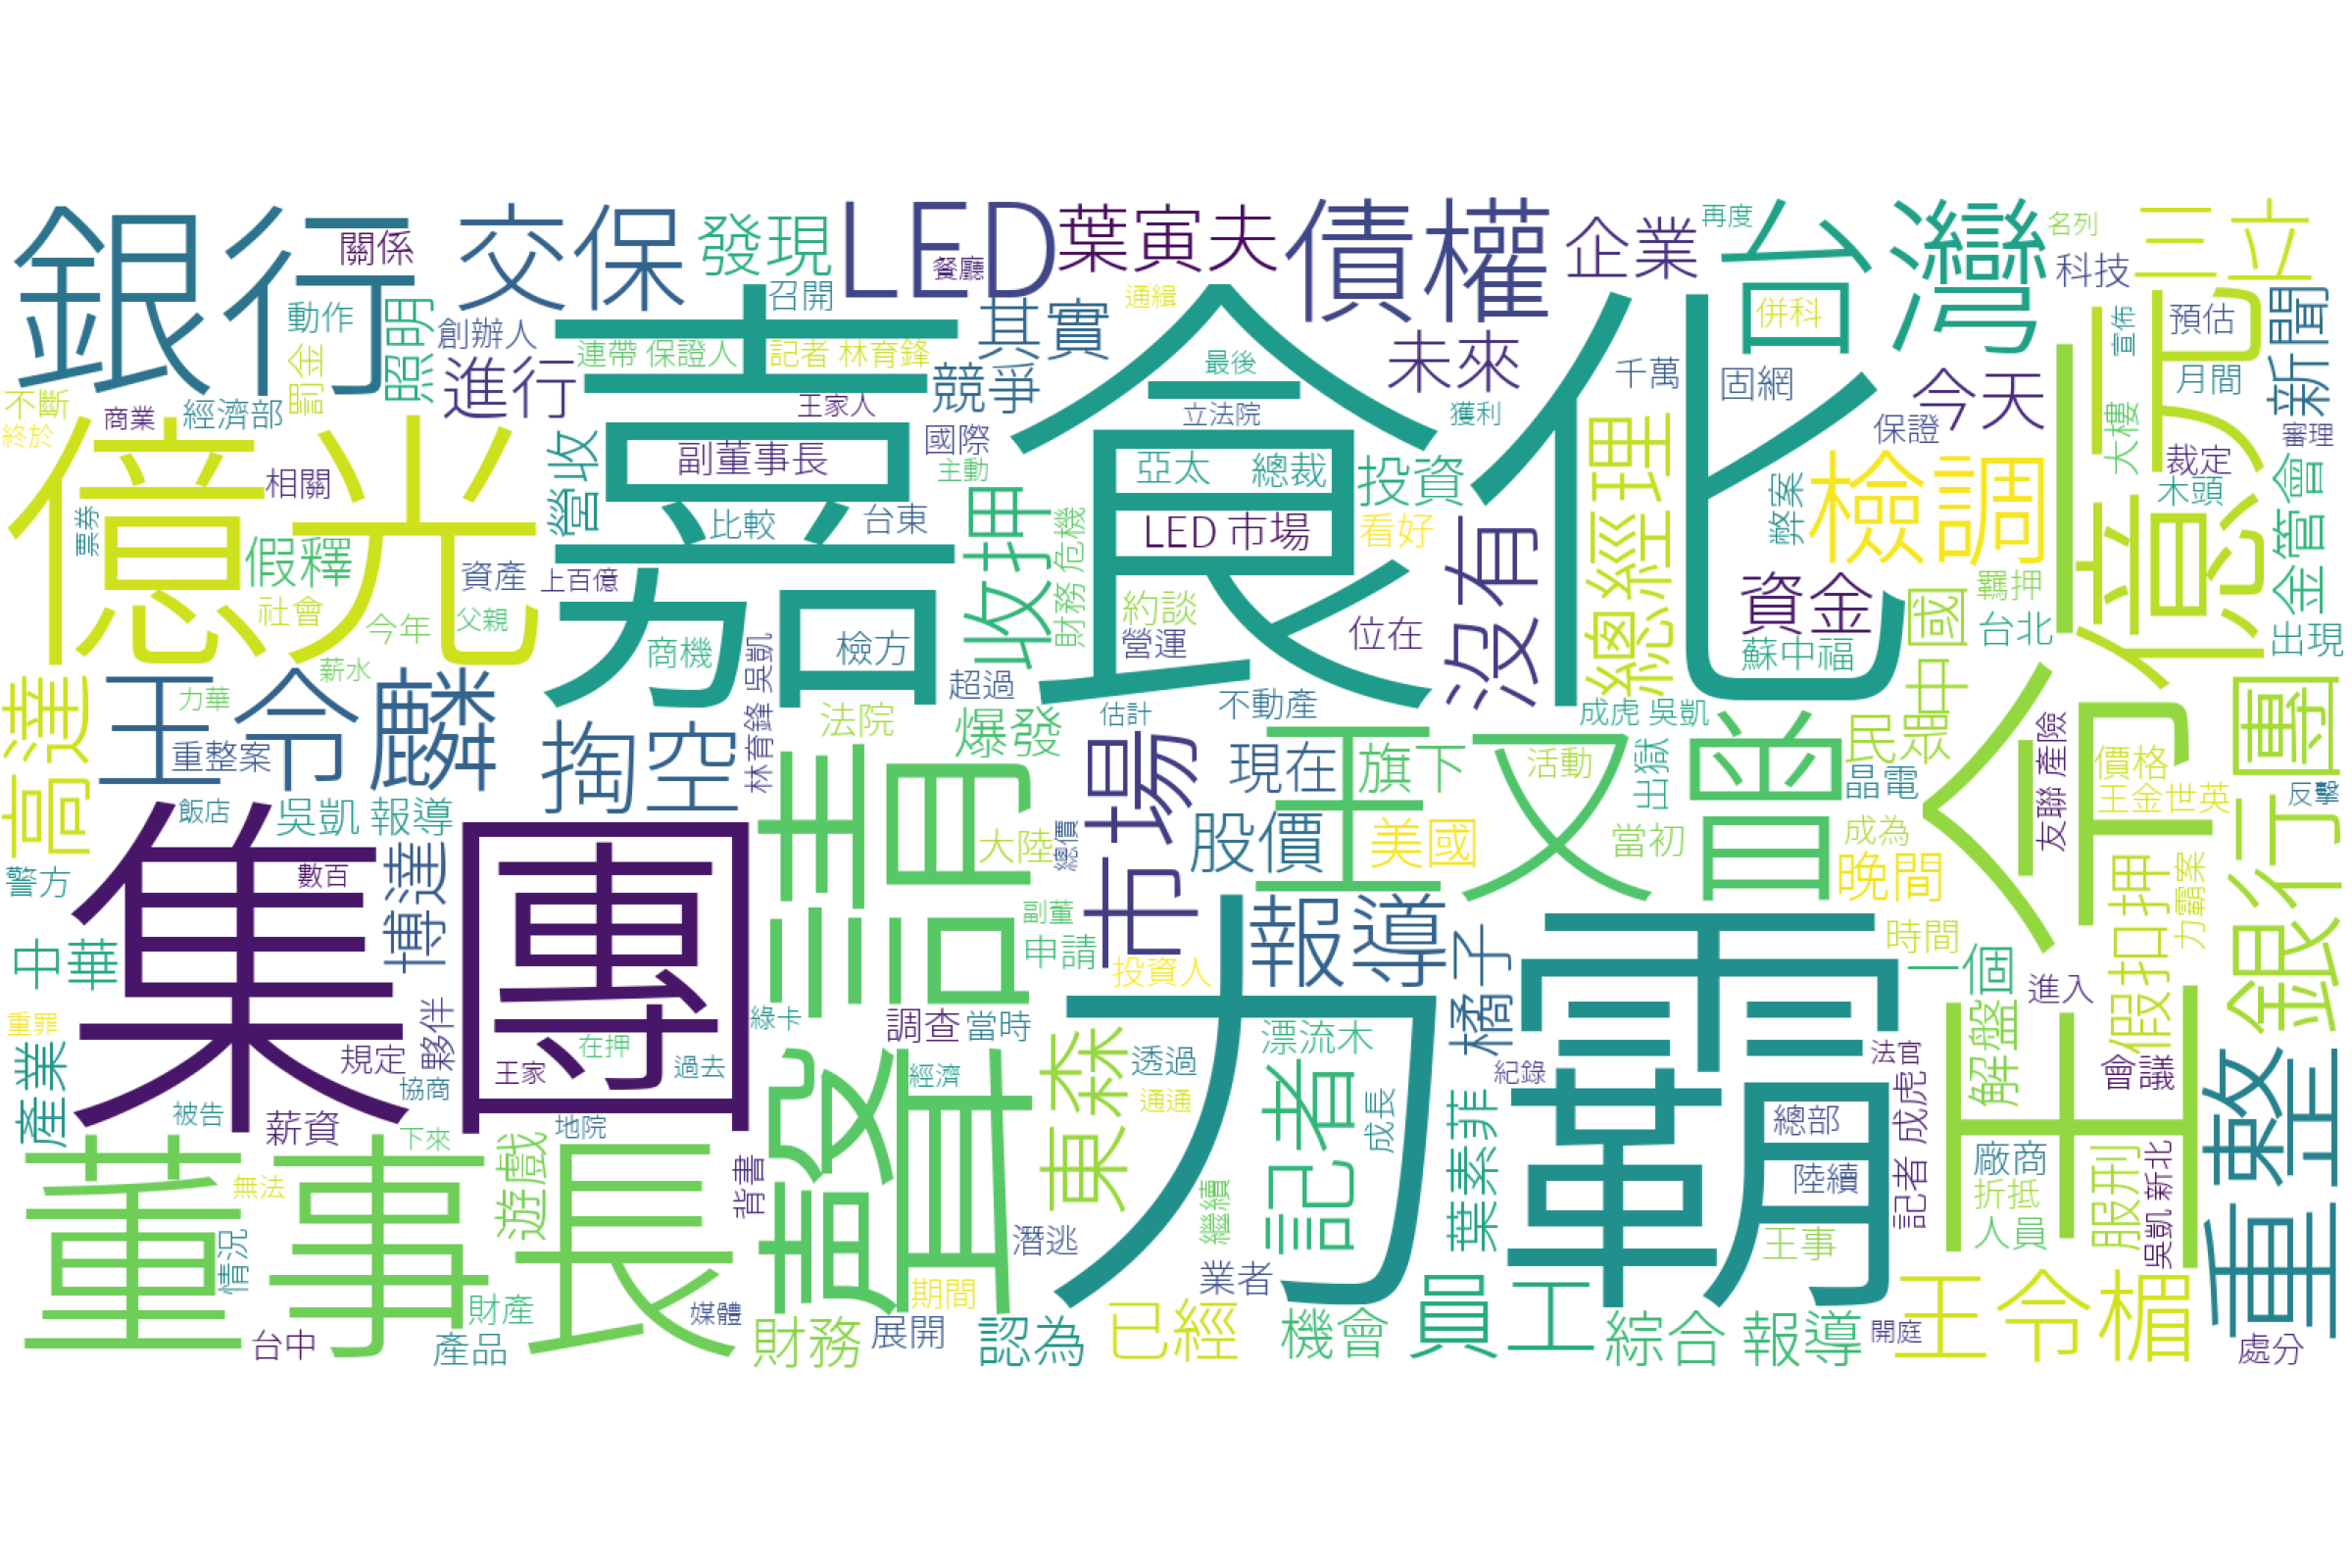 銀行
關係
交保
發現
LED
餐廳
葉寅夫
債權
企業
再度
台灣
名列
三立
科技
動作
照明
創辦人
召開
其實
通緝
未來
併科
宣佈
預估
新聞
罰金
進行
連帶 保證人
記者 林育鋒
競爭
最後
千萬
固網
今天
月間
不斷
經濟部
商業
終於
王家人
立法院
獲利
保證
大樓
審理
億光
嘉食化
億元
營收
副董事長
國際
主動
亞太
總裁
投資
總經理
檢調
裁定
木頭
金管會
相關
票券
假釋
資產
上百億
比較
台東
收押
財務 危機
LED 市場
看好
沒有
弊案
資金
羈押
中國
台北
出現
社會
今年
父親
薪水
商機
檢方
約談
營運
位在
蘇中福
高達
王令麟
力華
重整案
掏空
林育鋒 吳凱
法院
超過
爆發
估計
不動產
成虎 吳凱
集團
飯店
吳凱 報導
數百
博達
聲請
大陸
總價
市場
股價
現在
旗下
王又曾
美國
活動
當初
出獄
民眾
晶電
成為
晚間
王令
友聯 產險
價格
王金世英
反擊
銀行團
警方
中華
重罪
產業
規定
夥伴
協商
王家
在押
過去
綠卡
調查
當時
副董
申請
投資人
報導
力霸
橘子
時間
一個
假扣押
力霸案
進入
法官
解盤
會議
重整
被告
薪資
下來
地院
遊戲
經濟
東森
透過
通通
漂流木
記者
成長
紀錄
葉素菲
總部
陸續
記者 成虎
廠商
折抵
人員
服刑
吳凱 新北
董事長
無法
情況
背書
潛逃
繼續
業者
王事
財產
媒體
期間
台中
產品
財務
展開
認為
已經
機會
員工
綜合 報導
開庭
王令楣
處分